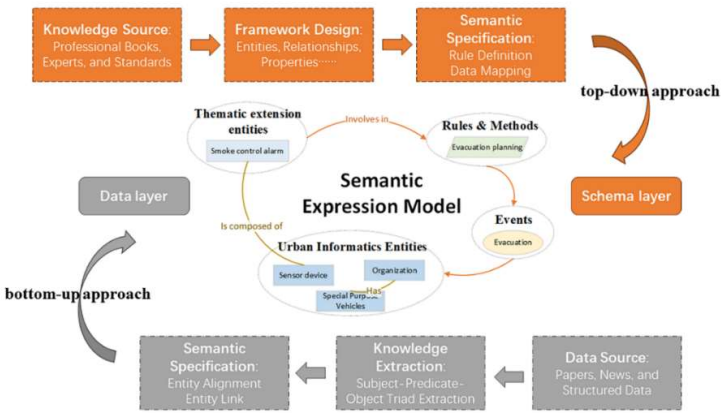 Knowledge Source:
Professional Books,
Experts, and Standards
Framework Design:
Entities, Relationships,
Properties······
Semantic
Specification:
Rule Definition
Data Mapping
top-down approach
Thematic extension
entities
Smoke control alarm
Involves in
Rules & Methods
Evacuation planning
Data layer
Semantic
Expression Model
Schema layer
Is composed of
Events
Evacuation
Urban Informatics Entities
Sensor device
Organization
Has
Special Purpose
Vehicles
bottom-up approach
Semantic
Specification:
Entity Alignment
Entity Link
Knowledge
Extraction:
Subject-Predicate-
Object Triad Extraction
Data Source:
Papers, News, and
Structured Data